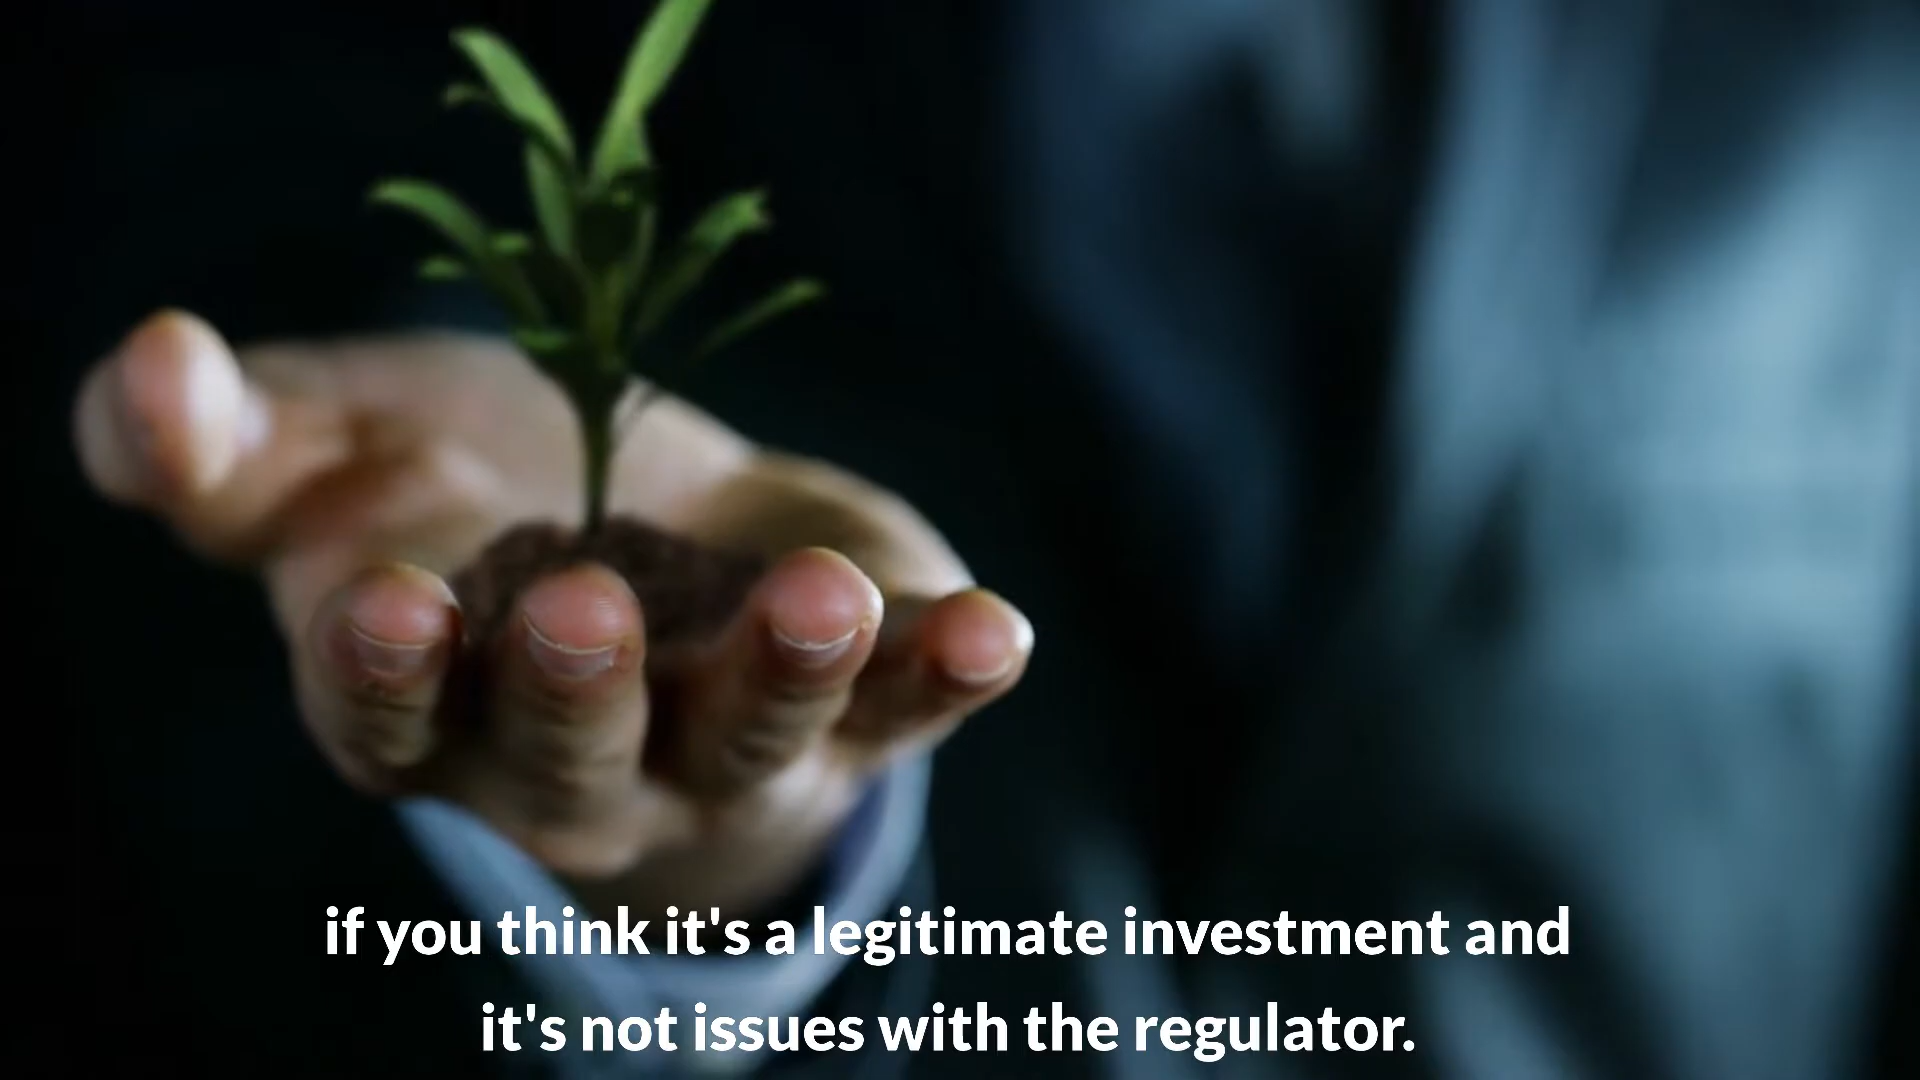 if you think it's a legitimate investment and
it's not issues with the regulator.